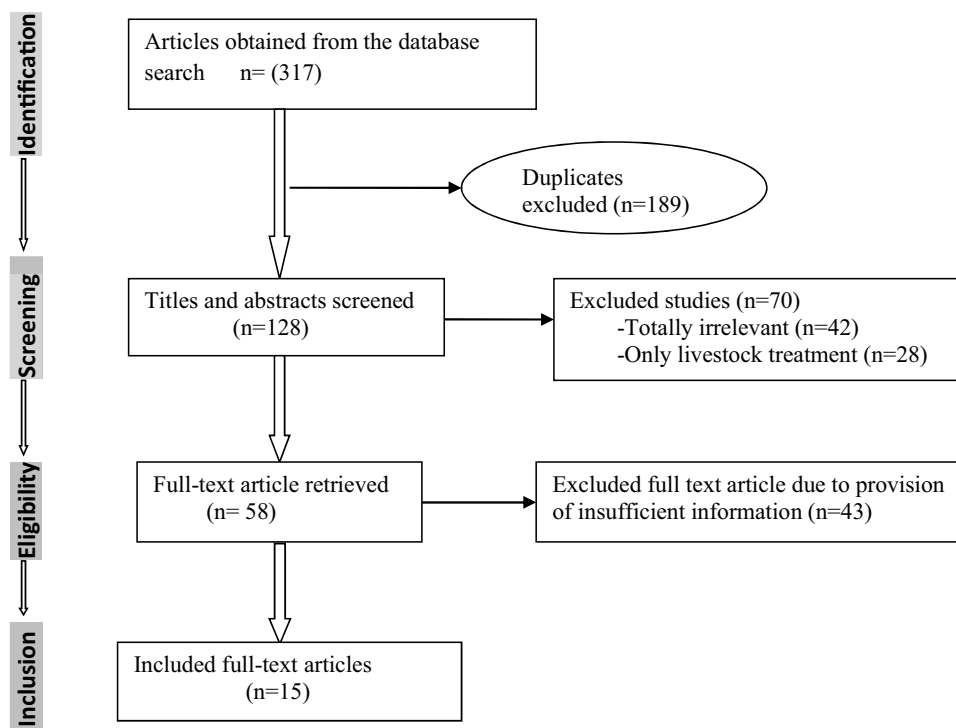 Identification
Articles obtained from the database
search n= (317)
Duplicates
excluded (n=189)
Screening
Titles and abstracts screened
(n=128)
Excluded studies (n=70)
-Totally irrelevant (n=42)
-Only livestock treatment (n=28)
Eligibility
Full-text article retrieved
(n= 58)
Excluded full text article due to provision
of insufficient information (n=43)
Inclusion
Included full-text articles
(n=15)